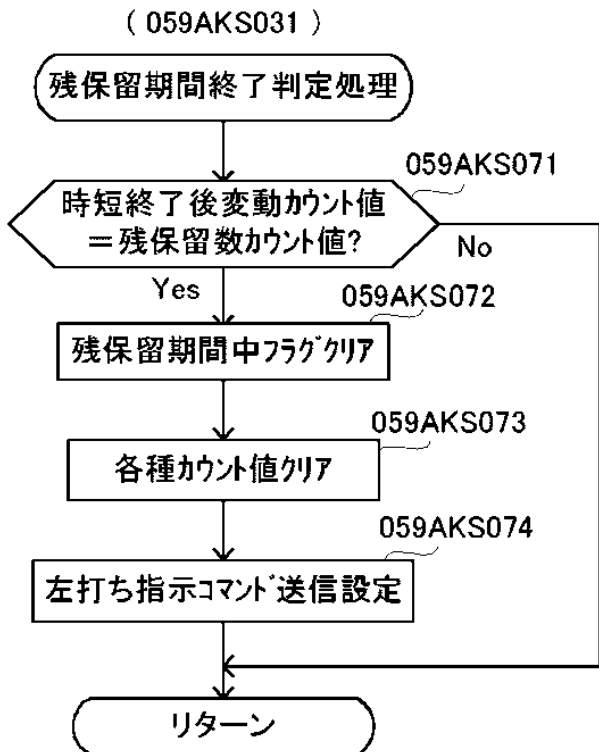 ( 059AKS031 )
残保留期間終了判定処理
059AKS071
時短終了後変動ｶｳﾝﾄ値
＝残保留数ｶｳﾝﾄ値?
No
Yes
059AKS072
残保留期間中ﾌﾗｸﾞｸﾘｱ
059AKS073
各種ｶｳﾝﾄ値ｸﾘｱ
059AKS074
左打ち指示ｺﾏﾝﾄﾞ送信設定
リターン